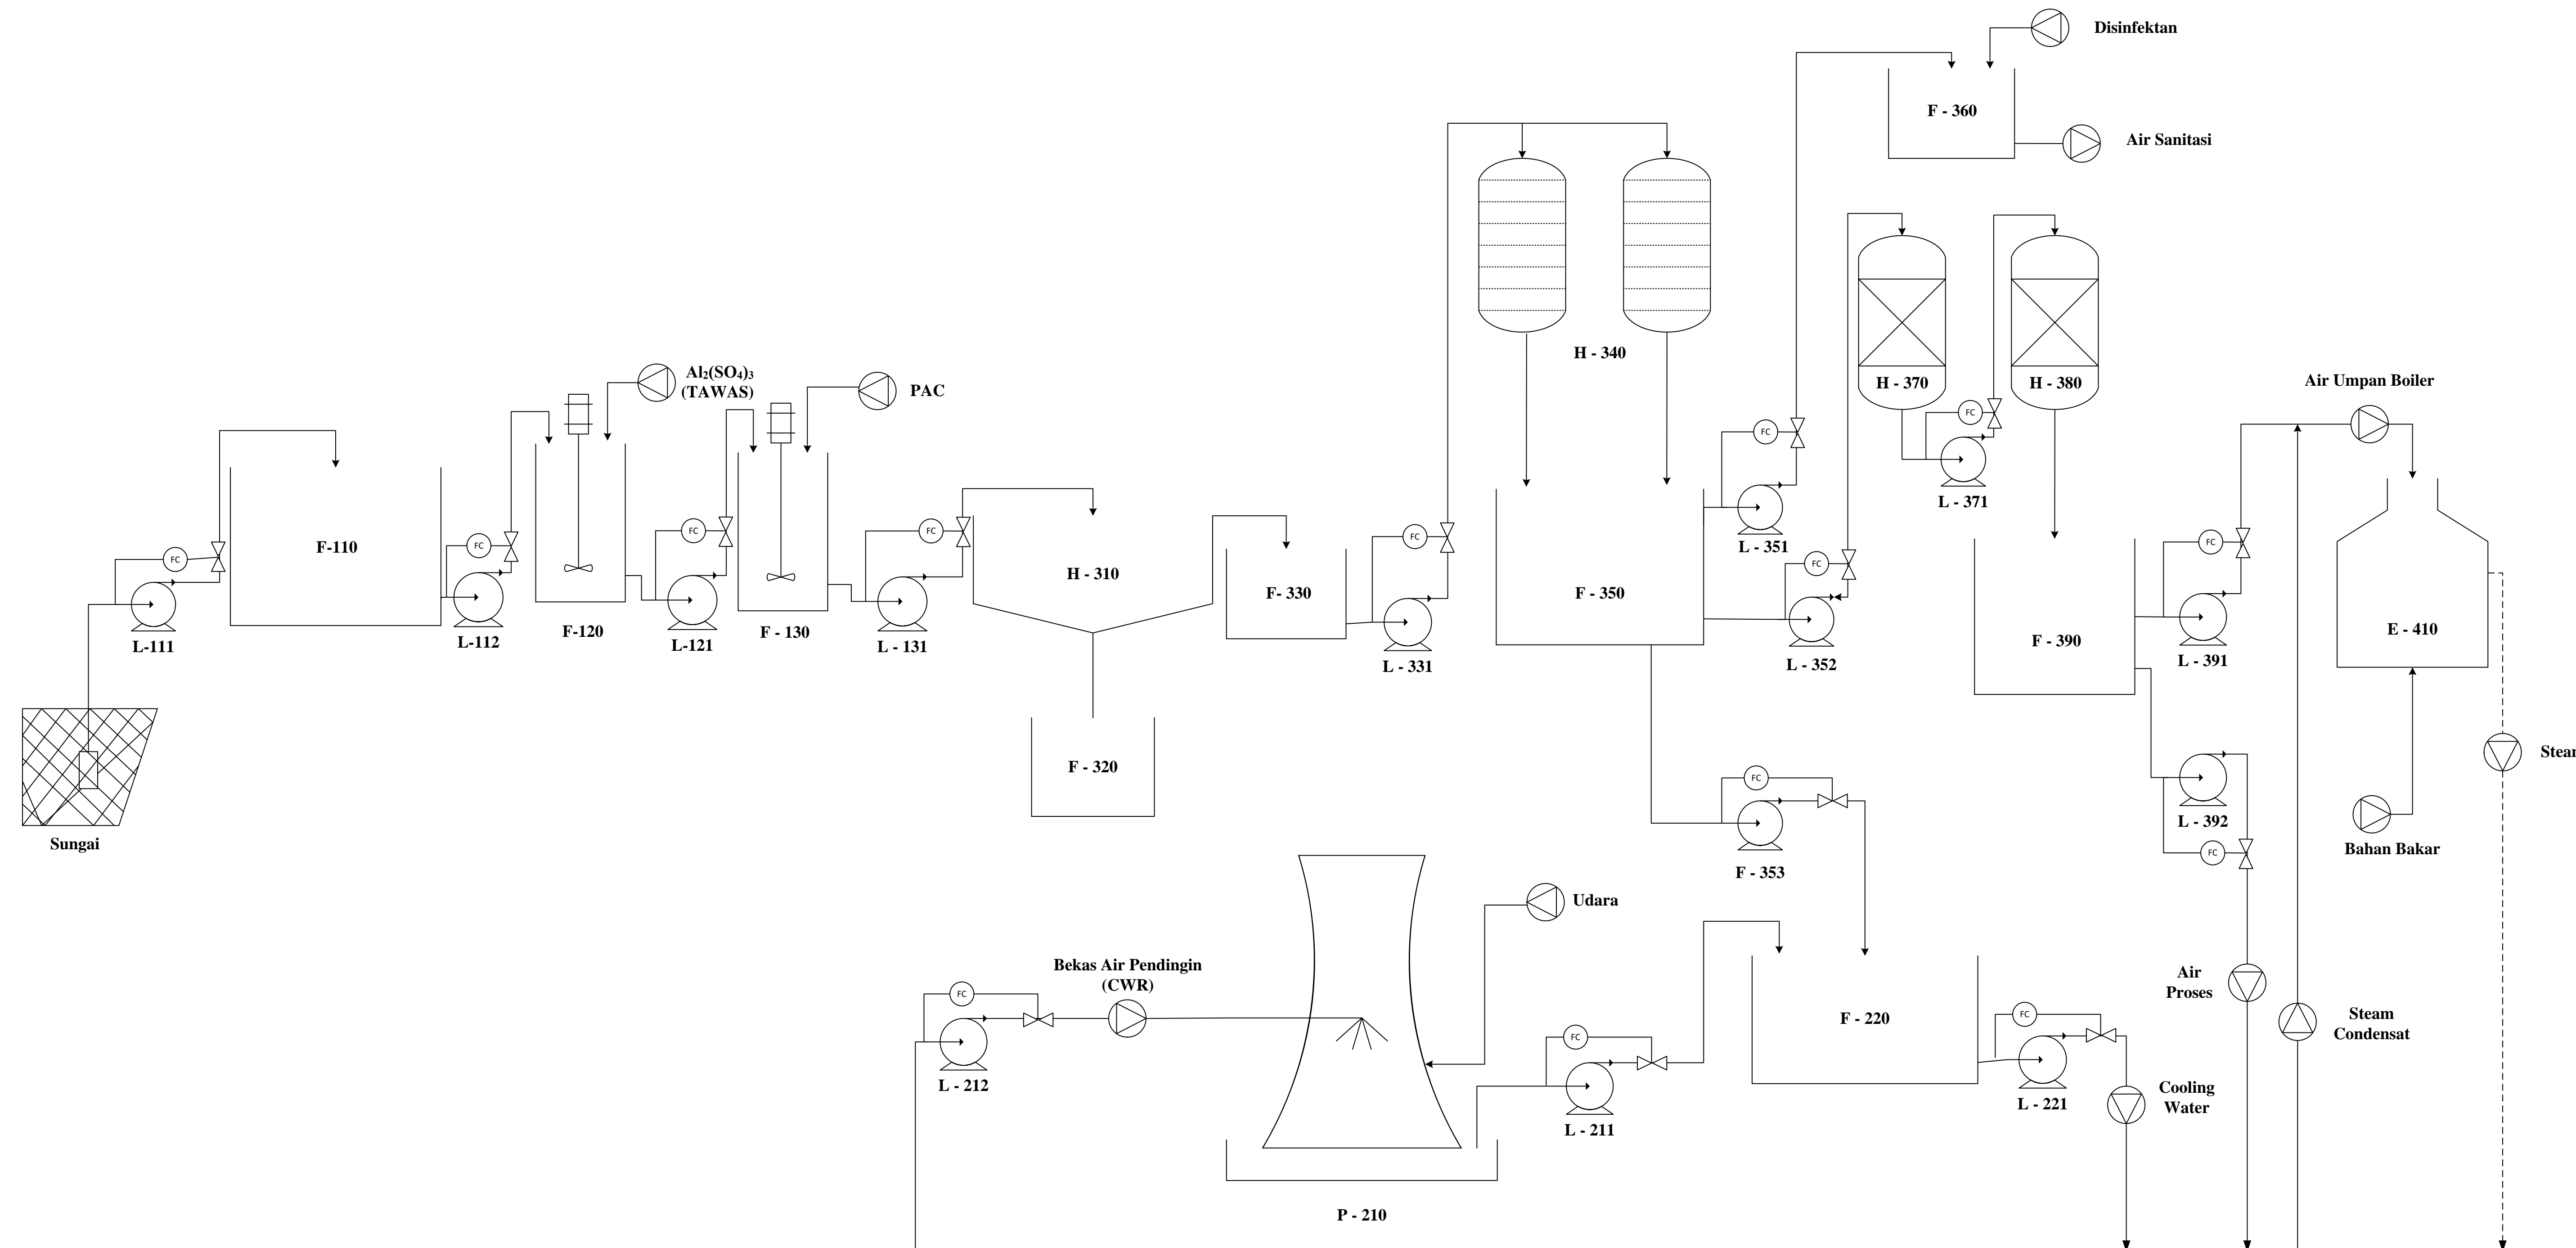 Disinfektan
F - 360
Air Sanitasi
H - 340
H - 370
H - 380
FC
L - 371
Air Umpan Boiler
Al₂(SO₄)₃
(TAWAS)
PAC
FC
L-111
F-110
FC
L-112
F-120
FC
L-121
F - 130
FC
L - 131
H - 310
F- 330
FC
L - 331
F - 350
FC
L - 351
FC
L - 352
F - 390
FC
L - 391
E - 410
Sungai
F - 320
FC
F - 353
L - 392
FC
Bahan Bakar
Udara
Bekas Air Pendingin
(CWR)
FC
L - 212
FC
L - 211
F - 220
FC
L - 221
Cooling
Water
Air
Proses
Steam
Condensat
P - 210